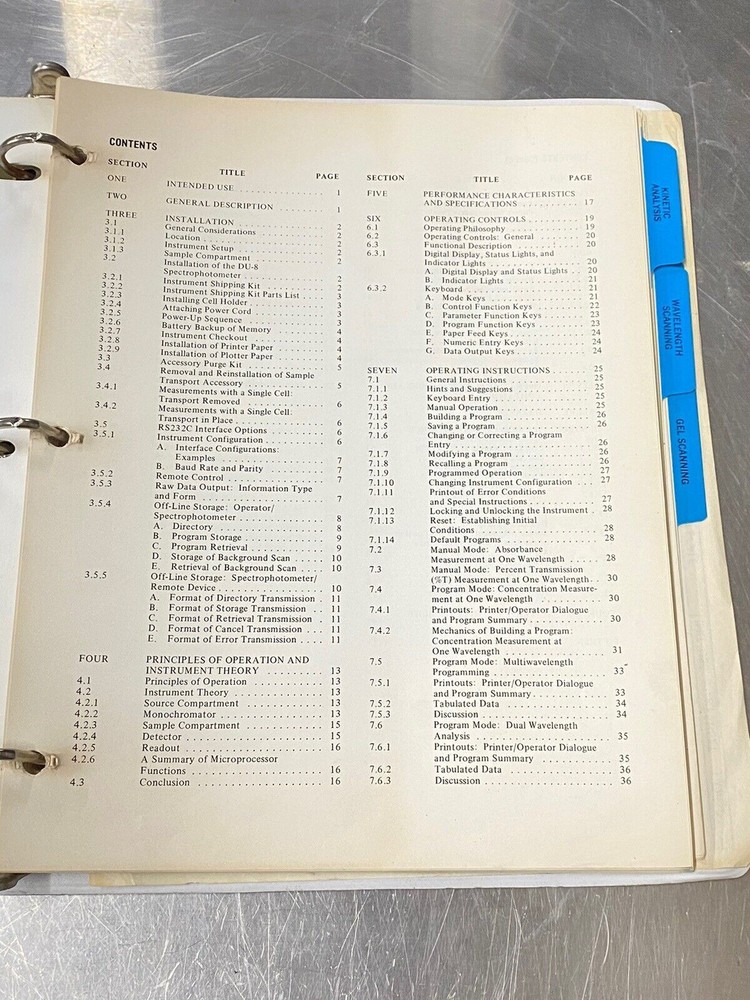 CONTENTS
SECTION TITLE PAGE
ONE INTENDED USE 1
TWO GENERAL DESCRIPTION 1
THREE INSTALLATION 2
3.1 General Considerations 2
3.1.1 Location 2
3.1.2 Instrument Setup 2
3.1.3 Sample Compartment 2
3.2 Installation of the DU-8
Spectrophotometer 2
3.2.1 Instrument Shipping Kit 2
3.2.2 Instrument Shipping Kit Parts List 3
3.2.3 Installing Cell Holder 3
3.2.4 Attaching Power Cord 3
3.2.5 Power-Up Sequence 3
3.2.6 Battery Backup of Memory 4
3.2.7 Instrument Checkout 4
3.2.8 Installation of Printer Paper 4
3.2.9 Installation of Plotter Paper 4
3.3 Accessory Purge Kit 5
3.4 Removal and Reinstallation of Sample
Transport Accessory 5
3.4.1 Measurements with a Single Cell:
Transport Removed 6
3.4.2 Measurements with a Single Cell:
Transport in Place 6
3.5 RS232C Interface Options 6
3.5.1 Instrument Configuration 6
A. Interface Configurations:
Examples 7
B. Baud Rate and Parity 7
3.5.2 Remote Control 7
3.5.3 Raw Data Output: Information Type
and Form 7
3.5.4 Off-Line Storage: Operator/
Spectrophotometer 8
A. Directory 8
B. Program Storage 9
C. Program Retrieval 9
D. Storage of Background Scan 10
E. Retrieval of Background Scan 10
3.5.5 Off-Line Storage: Spectrophotometer/
Remote Device 10
A. Format of Directory Transmission 11
B. Format of Storage Transmission 11
C. Format of Retrieval Transmission 11
D. Format of Cancel Transmission 11
E. Format of Error Transmission 11
FOUR PRINCIPLES OF OPERATION AND
INSTRUMENT THEORY 13
4.1 Principles of Operation 13
4.2 Instrument Theory 13
4.2.1 Source Compartment 13
4.2.2 Monochromator 13
4.2.3 Sample Compartment 15
4.2.4 Detector 15
4.2.5 Readout 16
4.2.6 A Summary of Microprocessor
Functions 16
4.3 Conclusion 16
SECTION TITLE PAGE
FIVE PERFORMANCE CHARACTERISTICS
AND SPECIFICATIONS 17
SIX OPERATING CONTROLS 19
6.1 Operating Philosophy 19
6.2 Operating Controls: General 20
6.3 Functional Description 20
6.3.1 Digital Display, Status Lights, and
Indicator Lights 20
A. Digital Display and Status Lights 20
B. Indicator Lights 21
6.3.2 Keyboard 21
A. Mode Keys 21
B. Control Function Keys 22
C. Parameter Function Keys 23
D. Program Function Keys 23
E. Paper Feed Keys 24
F. Numeric Entry Keys 24
G. Data Output Keys 24
SEVEN OPERATING INSTRUCTIONS 25
7.1 General Instructions 25
7.1.1 Hints and Suggestions 25
7.1.2 Keyboard Entry 25
7.1.3 Manual Operation 25
7.1.4 Building a Program 26
7.1.5 Saving a Program 26
7.1.6 Changing or Correcting a Program
Entry 26
7.1.7 Modifying a Program 26
7.1.8 Recalling a Program 26
7.1.9 Programmed Operation 27
7.1.10 Changing Instrument Configuration 27
7.1.11 Printout of Error Conditions
and Special Instructions 27
7.1.12 Locking and Unlocking the Instrument 28
7.1.13 Reset: Establishing Initial
Conditions 28
7.1.14 Default Programs 28
7.2 Manual Mode: Absorbance
Measurement at One Wavelength 28
7.3 Manual Mode: Percent Transmission
(%T) Measurement at One Wavelength 30
7.4 Program Mode: Concentration Measure-
ment at One Wavelength 30
7.4.1 Printouts: Printer/Operator Dialogue
and Program Summary 30
7.4.2 Mechanics of Building a Program:
Concentration Measurement at
One Wavelength 31
7.5 Program Mode: Multiwavelength
Programming 33
7.5.1 Printouts: Printer/Operator Dialogue
and Program Summary 33
7.5.2 Tabulated Data 34
7.5.3 Discussion 34
7.6 Program Mode: Dual Wavelength
Analysis 35
7.6.1 Printouts: Printer/Operator Dialogue
and Program Summary 35
7.6.2 Tabulated Data 36
7.6.3 Discussion 36
KINETIC
ANALYSIS
WAVELENGTH
SCANNING
GEL SCANNING